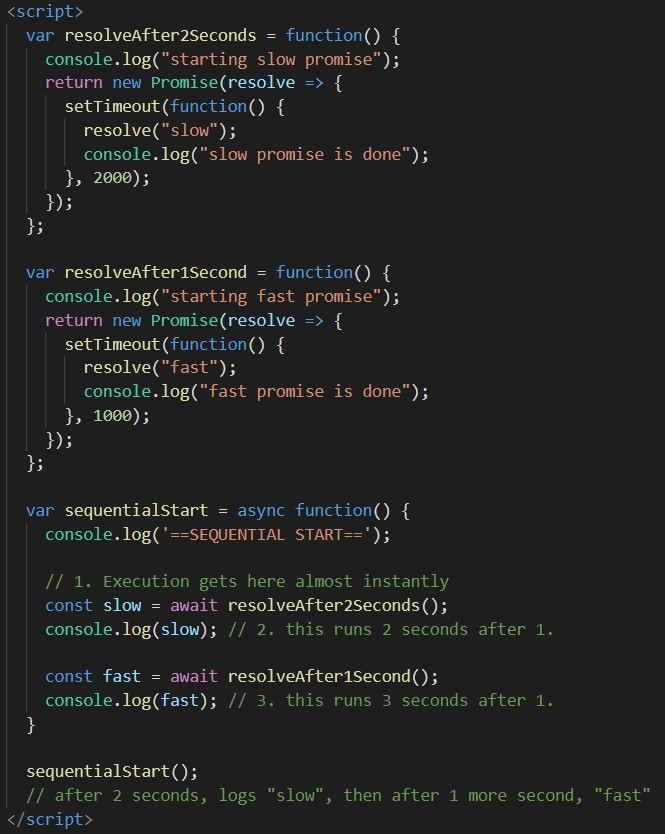 <script>
  var resolveAfter2Seconds = function() {
    console.log("starting slow promise");
    return new Promise(resolve => {
      setTimeout(function() {
        resolve("slow");
        console.log("slow promise is done");
      }, 2000);
    });
  };

  var resolveAfter1Second = function() {
    console.log("starting fast promise");
    return new Promise(resolve => {
      setTimeout(function() {
        resolve("fast");
        console.log("fast promise is done");
      }, 1000);
    });
  };

  var sequentialStart = async function() {
    console.log('==SEQUENTIAL START==');

    // 1. Execution gets here almost instantly
    const slow = await resolveAfter2Seconds();
    console.log(slow); // 2. this runs 2 seconds after 1.

    const fast = await resolveAfter1Second();
    console.log(fast); // 3. this runs 3 seconds after 1.
  }

  sequentialStart();
  // after 2 seconds, logs "slow", then after 1 more second, "fast"
</script>